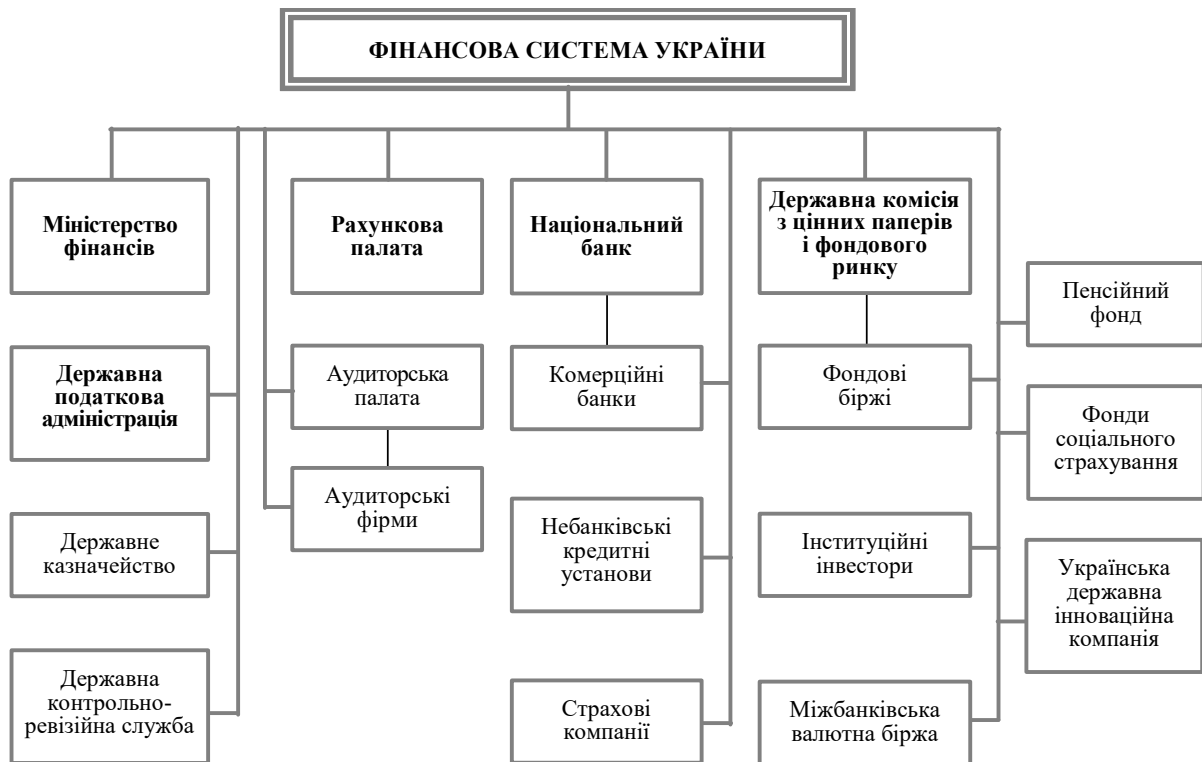 ФІНАНСОВА СИСТЕМА УКРАЇНИ
Міністерство
фінансів
Рахункова
палата
Національний
банк
Державна комісія
з цінних паперів
і фондового
ринку
Пенсійний
фонд
Державна
податкова
адміністрація
Аудиторська
палата
Комерційні
банки
Фондові
біржі
Фонди
соціального
страхування
Аудиторські
фірми
Державне
казначейство
Небанківські
кредитні
установи
Інституційні
інвестори
Українська
державна
інноваційна
компанія
Державна
контрольно-
ревізійна служба
Страхові
компанії
Міжбанківська
валютна біржа